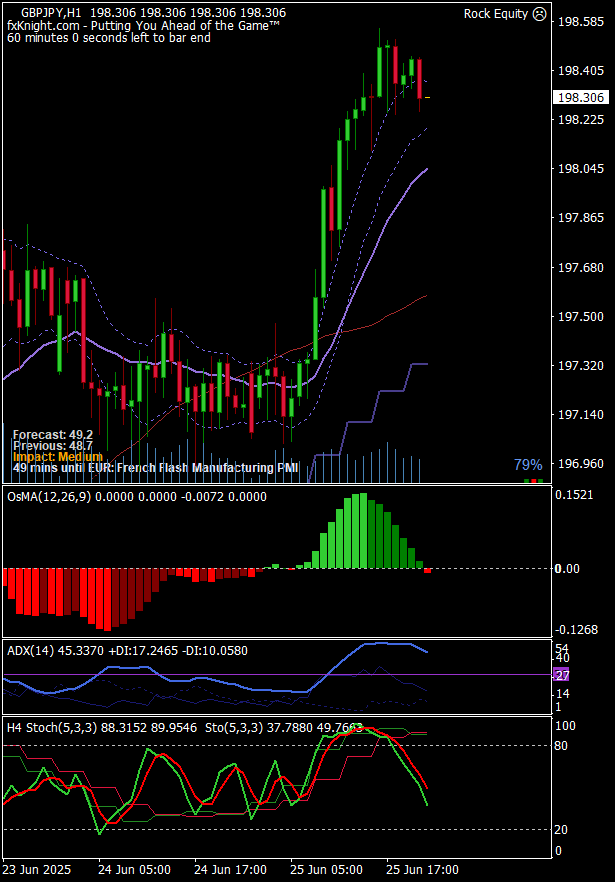 GBPJPY,H1 198.306 198.306 198.306 198.306
Rock Equity
fxKnight.com - Putting You Ahead of the Game™
60 minutes 0 seconds left to bar end
198.585
198.405
198.306
198.225
198.045
197.865
197.680
197.500
197.320
197.140
196.960
Forecast: 49.2
Previous: 48.7
Impact: Medium
49 mins until EUR: French Flash Manufacturing PMI
79%
OsMA(12,26,9) 0.0000 0.0000 -0.0072 0.0000
0.1521
0.00
-0.1268
ADX(14) 45.3370 +DI:17.2465 -DI:10.0580
54
40
27
14
1
H4 Stoch(5,3,3) 88.3152 89.9546 Sto(5,3,3) 37.7880 49.7693
100
80
20
0
23 Jun 2025
24 Jun 05:00
24 Jun 17:00
25 Jun 05:00
25 Jun 17:00